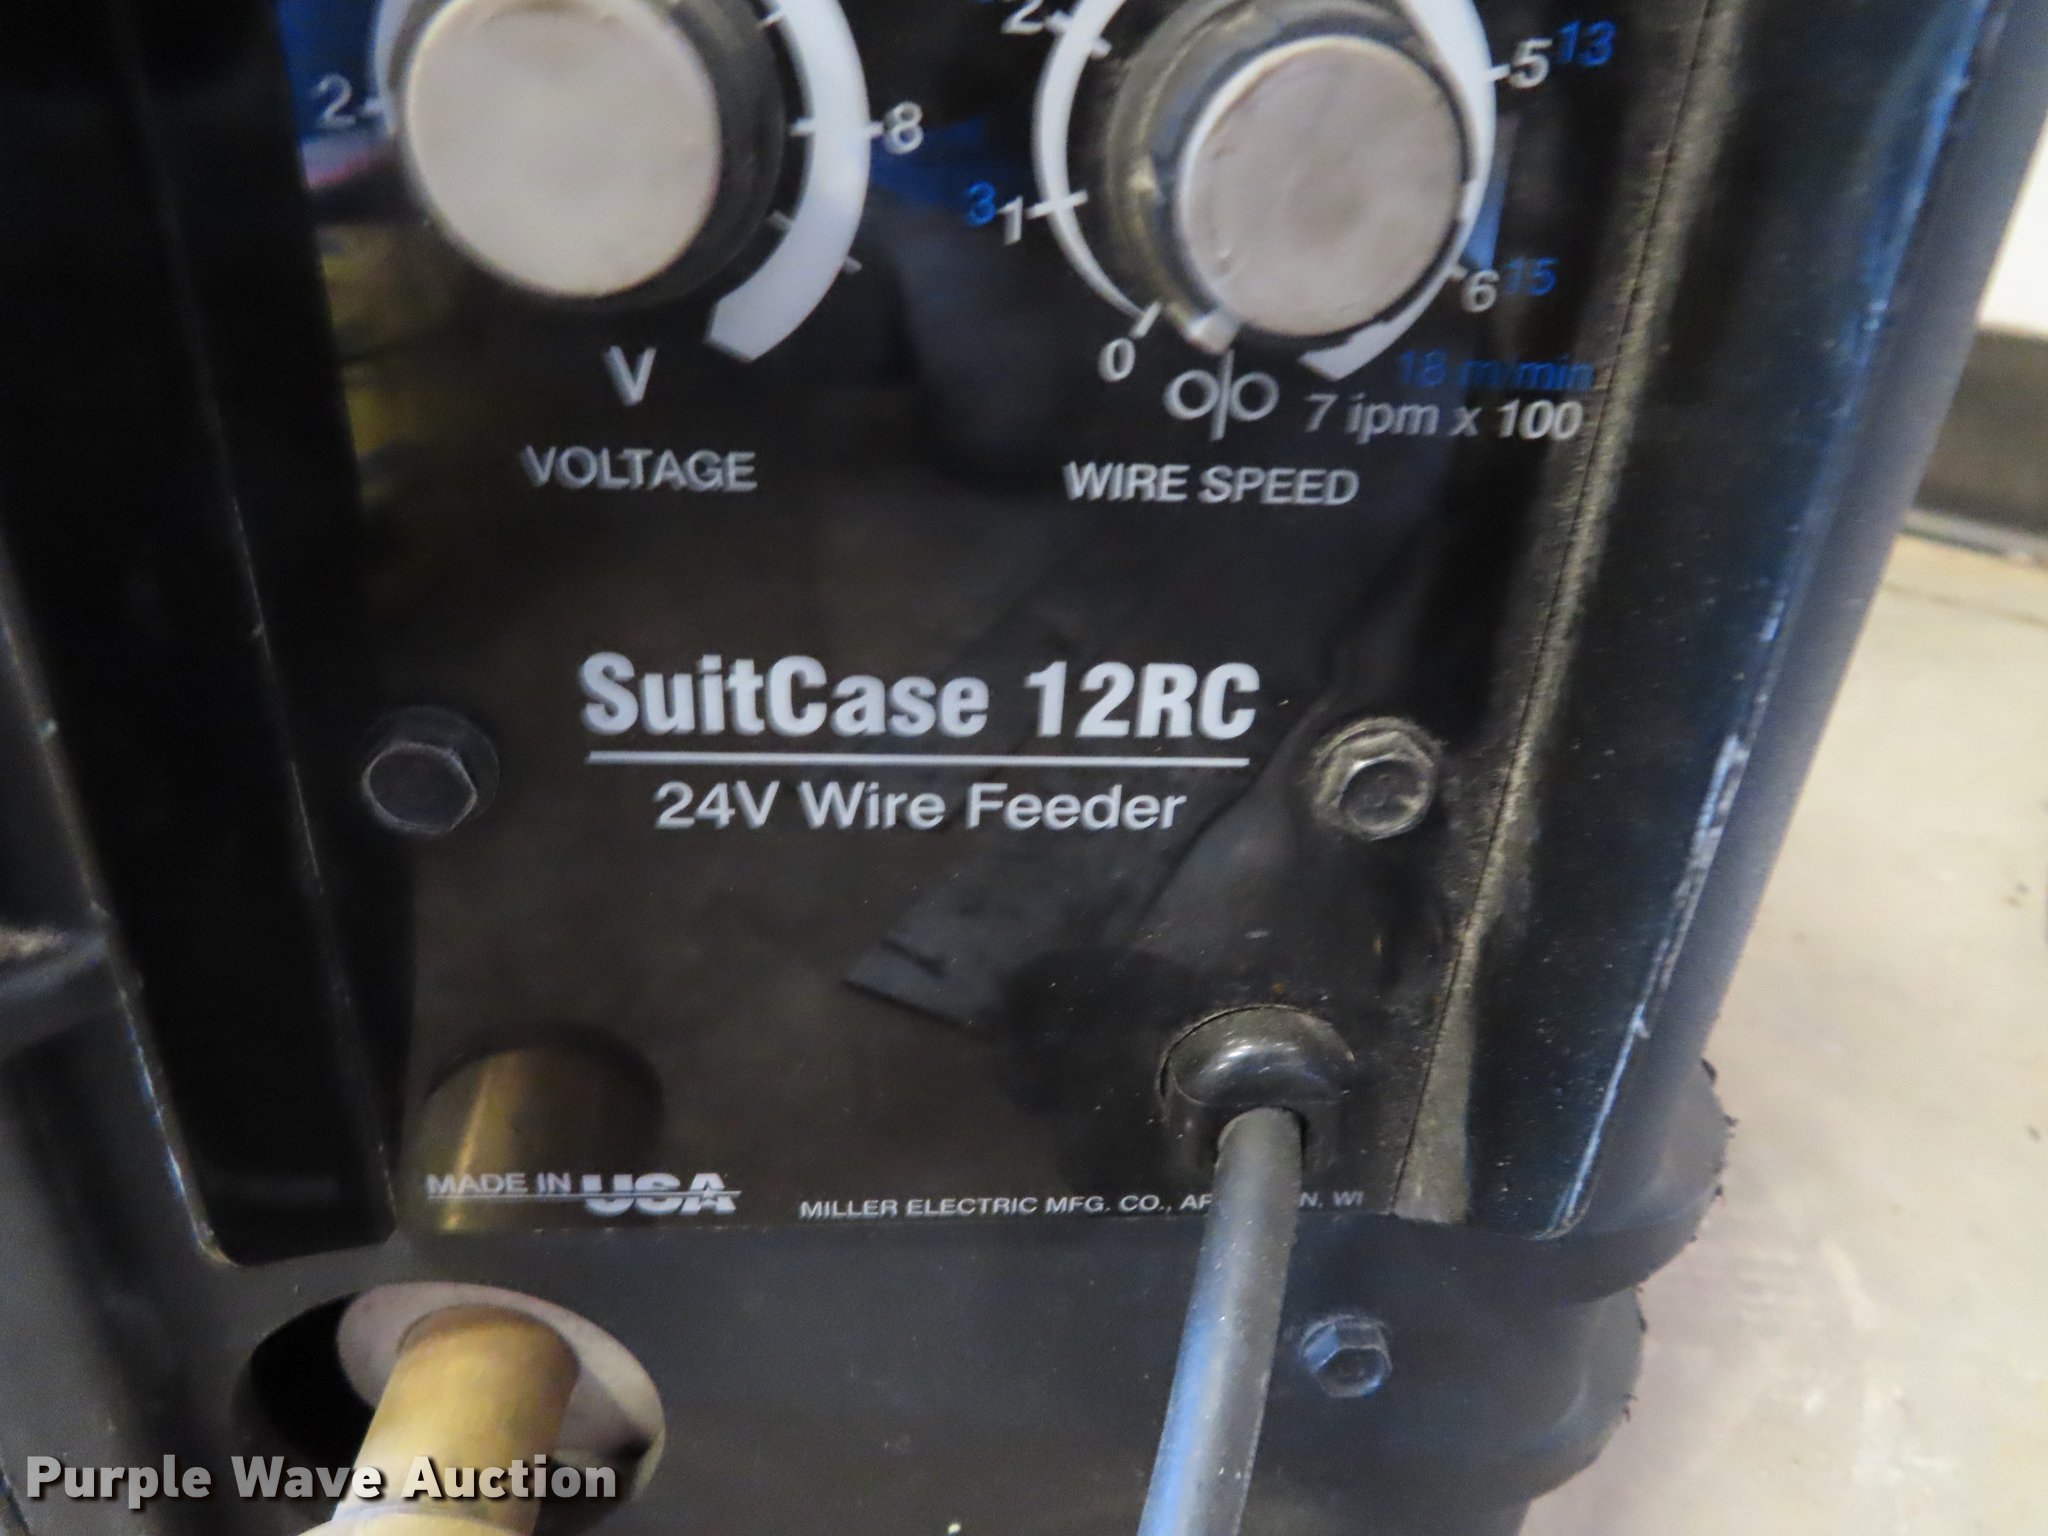 2
8
V
VOLTAGE
2
3 1
0
5 13
6 15
18 m/min
7 ipm x 100
WIRE SPEED
SuitCase 12RC
24V Wire Feeder
MADE IN USA
MILLER ELECTRIC MFG. CO., WI
Purple Wave Auction